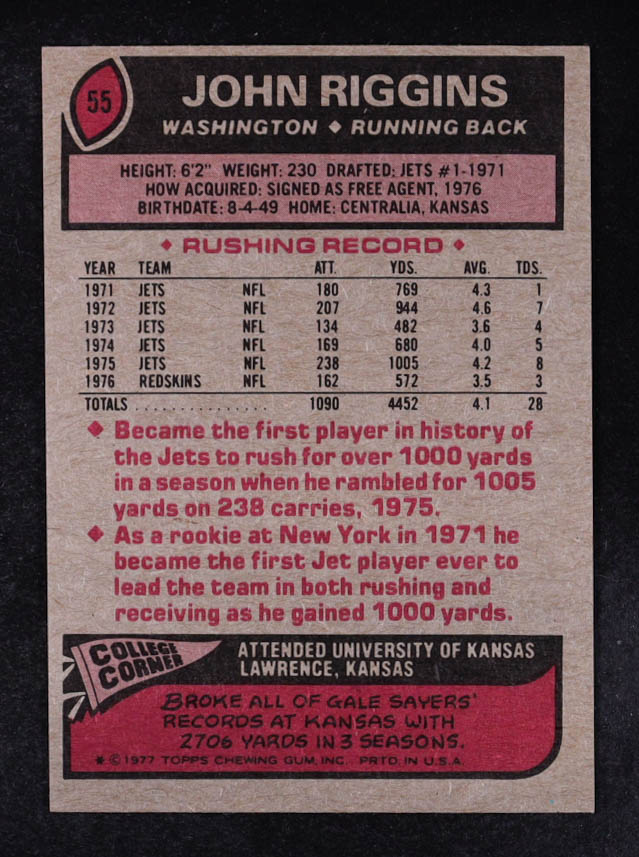 55
JOHN RIGGINS
WASHINGTON ◆ RUNNING BACK
HEIGHT: 6'2" WEIGHT: 230 DRAFTED: JETS #1-1971
HOW ACQUIRED: SIGNED AS FREE AGENT, 1976
BIRTHDATE: 8-4-49 HOME: CENTRALIA, KANSAS
◆ RUSHING RECORD ◆
YEAR TEAM ATT. YDS. AVG. TDS.
1971 JETS NFL 180 769 4.3 1
1972 JETS NFL 207 944 4.6 7
1973 JETS NFL 134 482 3.6 4
1974 JETS NFL 169 680 4.0 5
1975 JETS NFL 238 1005 4.2 8
1976 REDSKINS NFL 162 572 3.5 3
TOTALS . . . . . . . . . . . . . . . . 1090 4452 4.1 28
◆ Became the first player in history of
the Jets to rush for over 1000 yards
in a season when he rambled for 1005
yards on 238 carries, 1975.
◆ As a rookie at New York in 1971 he
became the first Jet player ever to
lead the team in both rushing and
receiving as he gained 1000 yards.
COLLEGE
CORNER
ATTENDED UNIVERSITY OF KANSAS
LAWRENCE, KANSAS
BROKE ALL OF GALE SAYERS'
RECORDS AT KANSAS WITH
2706 YARDS IN 3 SEASONS.
* © 1977 TOPPS CHEWING GUM, INC. PRTD. IN U.S.A.